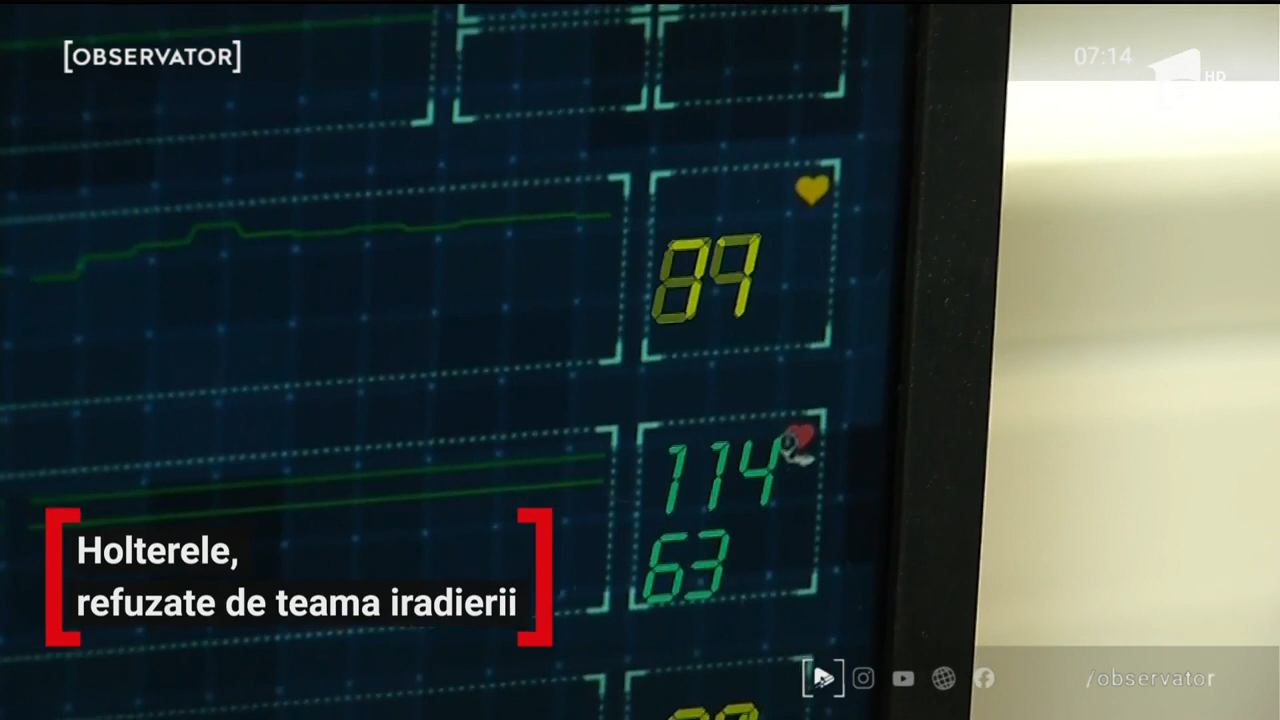 [OBSERVATOR]
07:14
HD
89
114
63
Holterele,
refuzate de teama iradierii
/observator